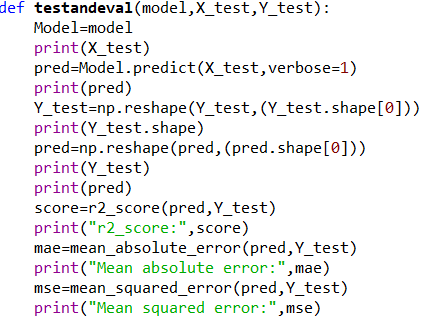 def testandeval(model,X_test,Y_test):
    Model=model
    print(X_test)
    pred=Model.predict(X_test,verbose=1)
    print(pred)
    Y_test=np.reshape(Y_test,(Y_test.shape[0]))
    print(Y_test.shape)
    pred=np.reshape(pred,(pred.shape[0]))
    print(Y_test)
    print(pred)
    score=r2_score(pred,Y_test)
    print("r2_score:",score)
    mae=mean_absolute_error(pred,Y_test)
    print("Mean absolute error:",mae)
    mse=mean_squared_error(pred,Y_test)
    print("Mean squared error:",mse)